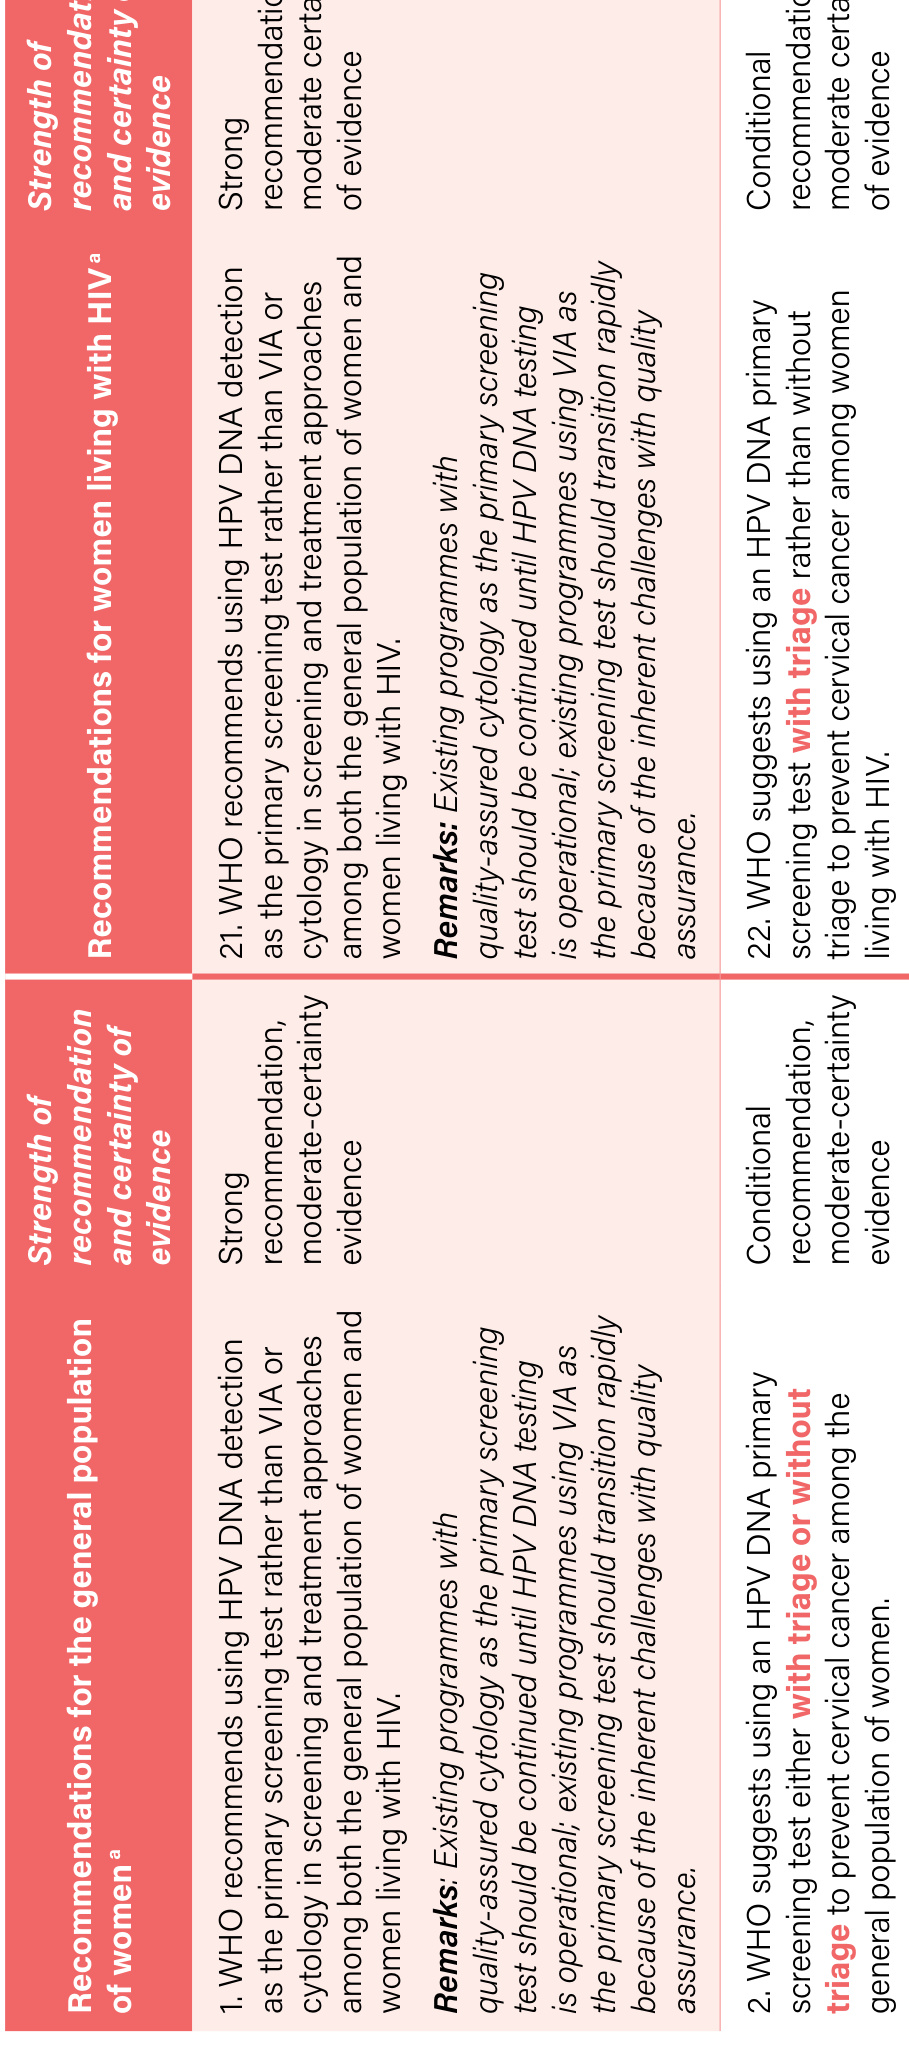 Recommendations for the general population
of women a
Strength of
recommendation
and certainty of
evidence
Recommendations for women living with HIV a
Strength of
and certainty
evidence
1. WHO recommends using HPV DNA detection
as the primary screening test rather than VIA or
cytology in screening and treatment approaches
among both the general population of women and
women living with HIV.
Remarks: Existing programmes with
quality-assured cytology as the primary screening
test should be continued until HPV DNA testing
is operational; existing programmes using VIA as
the primary screening test should transition rapidly
because of the inherent challenges with quality
assurance.
Strong
recommendation,
moderate-certainty
evidence
21. WHO recommends using HPV DNA detection
as the primary screening test rather than VIA or
cytology in screening and treatment approaches
among both the general population of women and
women living with HIV.
Remarks: Existing programmes with
quality-assured cytology as the primary screening
test should be continued until HPV DNA testing
is operational; existing programmes using VIA as
the primary screening test should transition rapidly
because of the inherent challenges with quality
assurance.
Strong
moderate
of evidence
2. WHO suggests using an HPV DNA primary
screening test either with triage or without
triage to prevent cervical cancer among the
general population of women.
Conditional
recommendation,
moderate-certainty
evidence
22. WHO suggests using an HPV DNA primary
screening test with triage rather than without
triage to prevent cervical cancer among women
living with HIV.
Conditional
moderate
of evidence